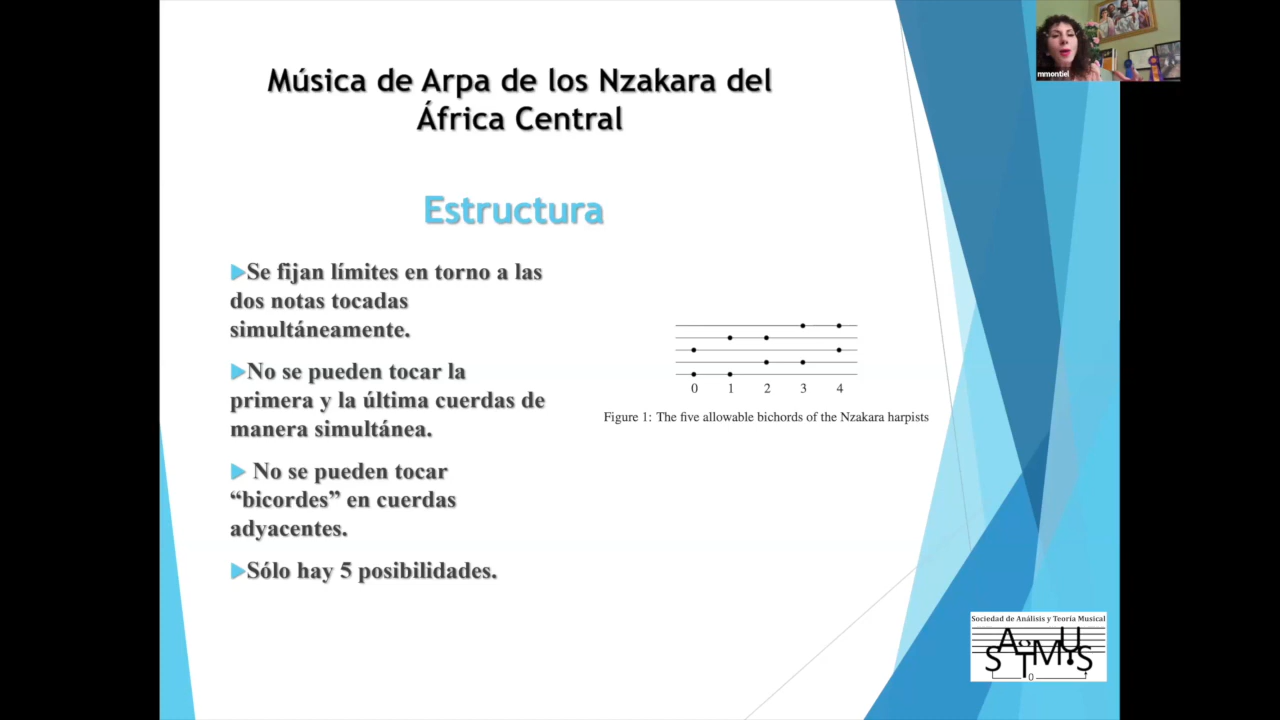 mmontiel
Música de Arpa de los Nzakara del
África Central
Estructura
Se fijan límites en torno a las
dos notas tocadas
simultáneamente.
No se pueden tocar la
primera y la última cuerdas de
manera simultánea.
No se pueden tocar
“bicordes” en cuerdas
adyacentes.
Sólo hay 5 posibilidades.
0 1 2 3 4
Figure 1: The five allowable bichords of the Nzakara harpists
Sociedad de Análisis y Teoría Musical
SATMUS
0